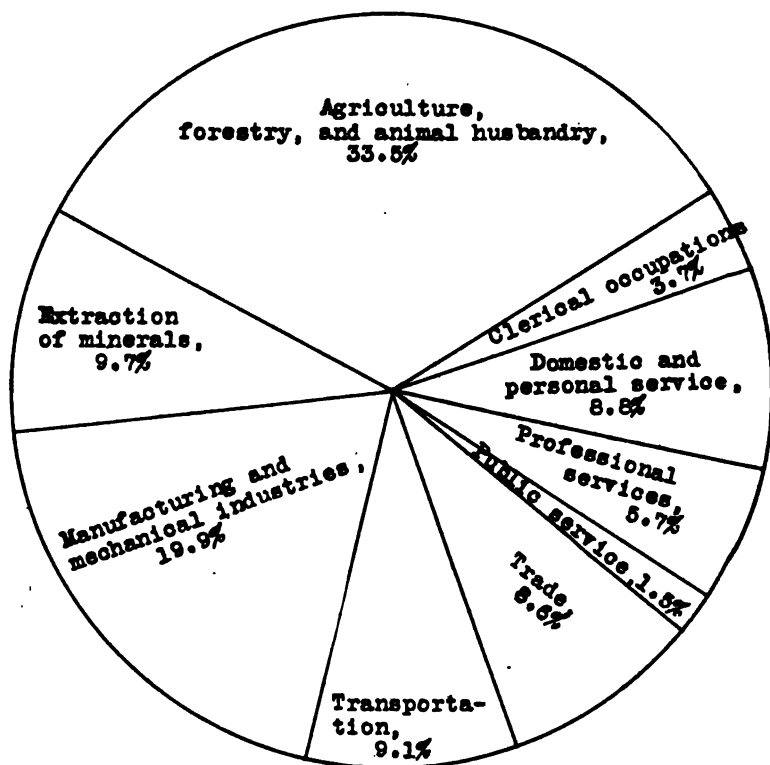 Agriculture,
forestry, and animal husbandry,
33.5%
Clerical occupations
3.7%
Extraction
of minerals,
9.7%
Domestic and
personal service,
8.8%
Professional
services,
5.7%
Public service,1.5%
Manufacturing and
mechanical industries,
19.9%
Trade,
8.6%
Transporta-
tion,
9.1%